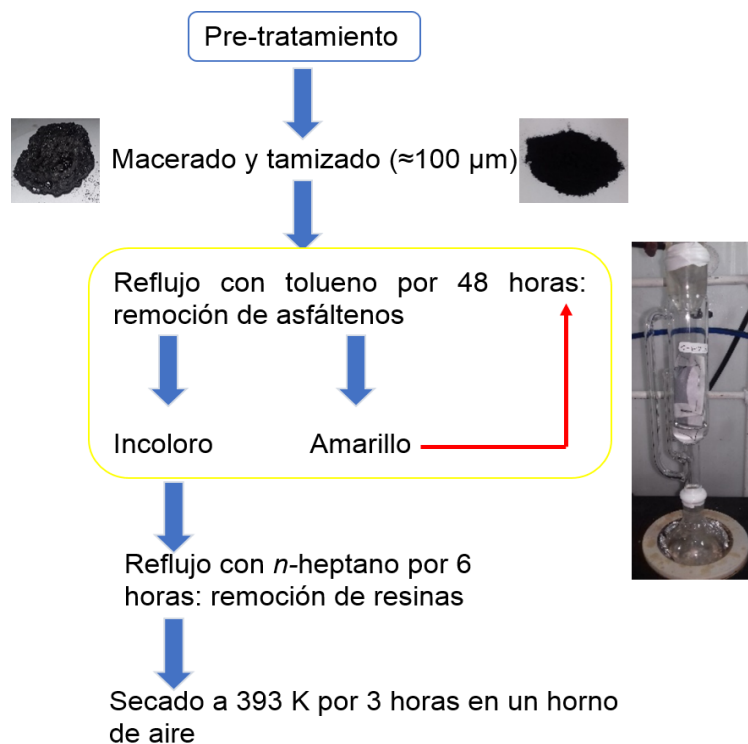 Pre-tratamiento
Macerado y tamizado (≈100 µm)
Reflujo con tolueno por 48 horas:
remoción de asfáltenos
Incoloro
Amarillo
Reflujo con n-heptano por 6
horas: remoción de resinas
Secado a 393 K por 3 horas en un horno
de aire